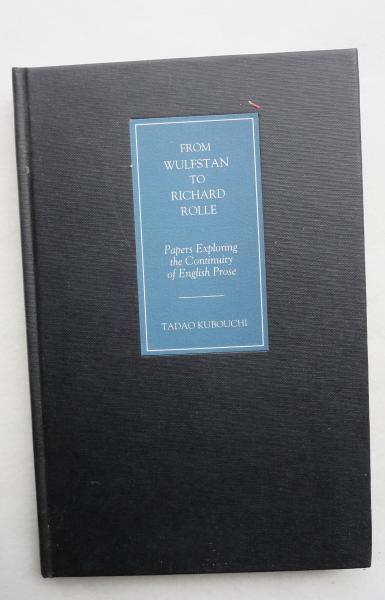 FROM
WULFSTAN
TO
RICHARD
ROLLE
Papers Exploring
the Continuity
of English Prose
TADAO KUBOUCHI